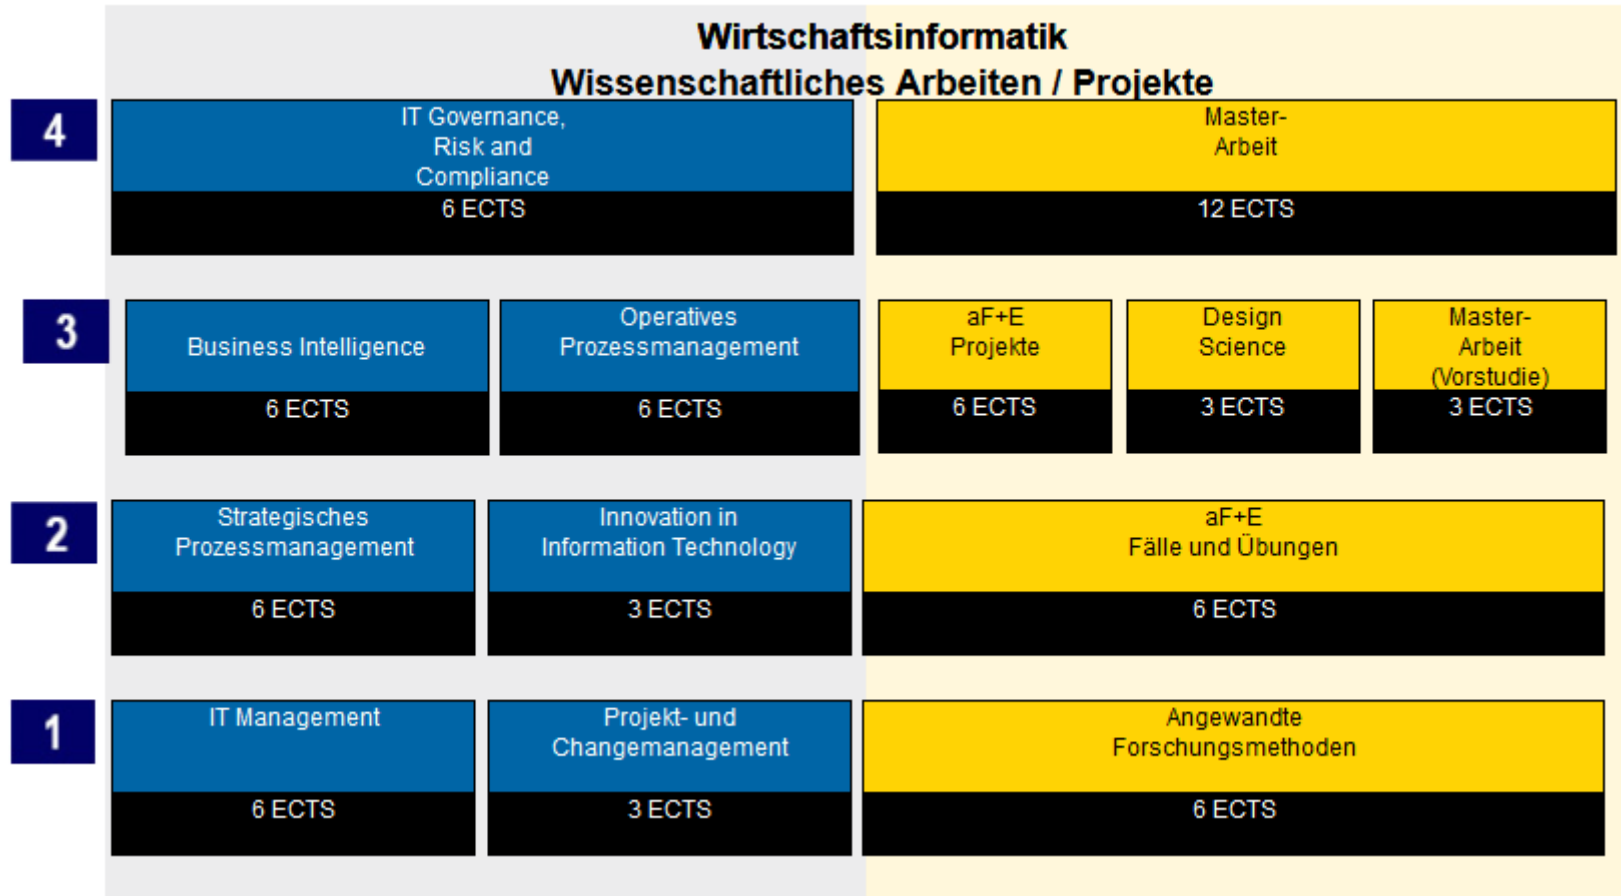 Wirtschaftsinformatik
Wissenschaftliches Arbeiten / Projekte
4
IT Governance,
Risk and
Compliance
6 ECTS
Master-
Arbeit
12 ECTS
3
Business Intelligence
6 ECTS
Operatives
Prozessmanagement
6 ECTS
aF+E
Projekte
6 ECTS
Design
Science
3 ECTS
Master-
Arbeit
(Vorstudie)
3 ECTS
2
Strategisches
Prozessmanagement
6 ECTS
Innovation in
Information Technology
3 ECTS
aF+E
Fälle und Übungen
6 ECTS
1
IT Management
6 ECTS
Projekt- und
Changemanagement
3 ECTS
Angewandte
Forschungsmethoden
6 ECTS